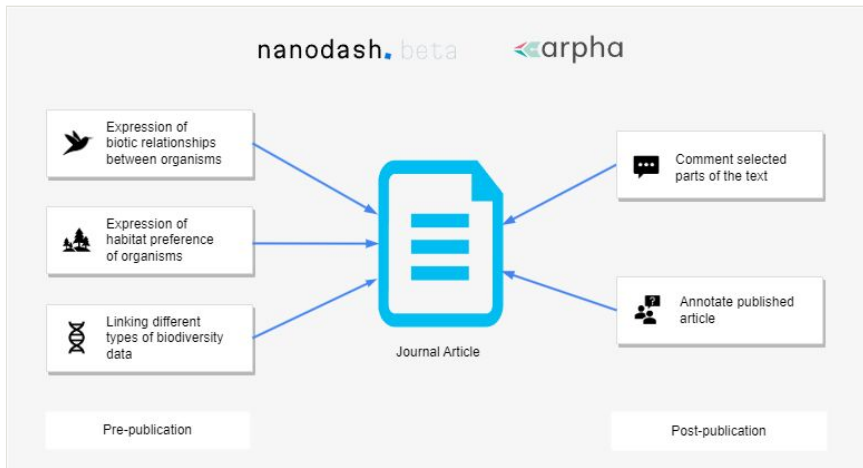 nanodash.beta
arpha
Expression of
biotic relationships
between organisms
Expression of
habitat preference
of organisms
Linking different
types of biodiversity
data
Pre-publication
Journal Article
Comment selected
parts of the text
?
Annotate published
article
Post-publication